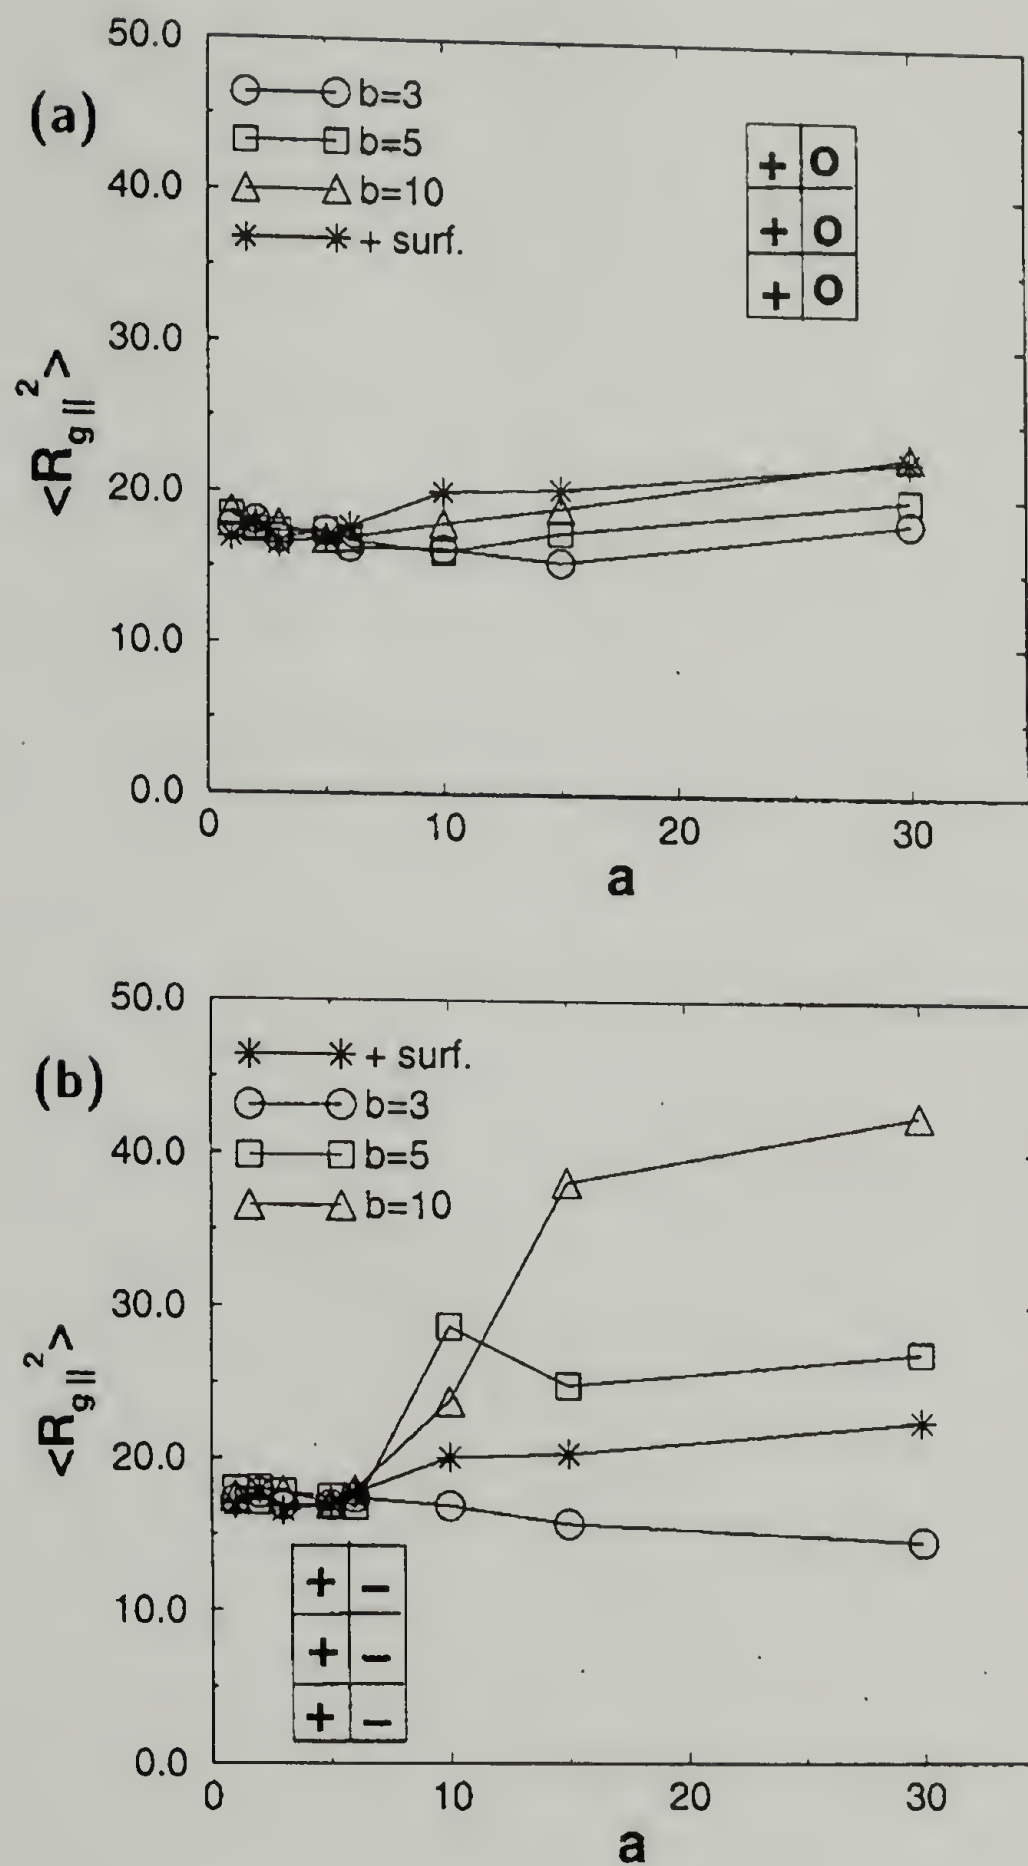 (a)
50.0
40.0
30.0
20.0
10.0
0.0
<R_g||^2>
b=3
b=5
b=10
+ surf.
+ O
+ O
+ O
0 10 20 30
a
(b)
50.0
40.0
30.0
20.0
10.0
0.0
<R_g||^2>
+ surf.
b=3
b=5
b=10
+ −
+ −
+ −
0 10 20 30
a